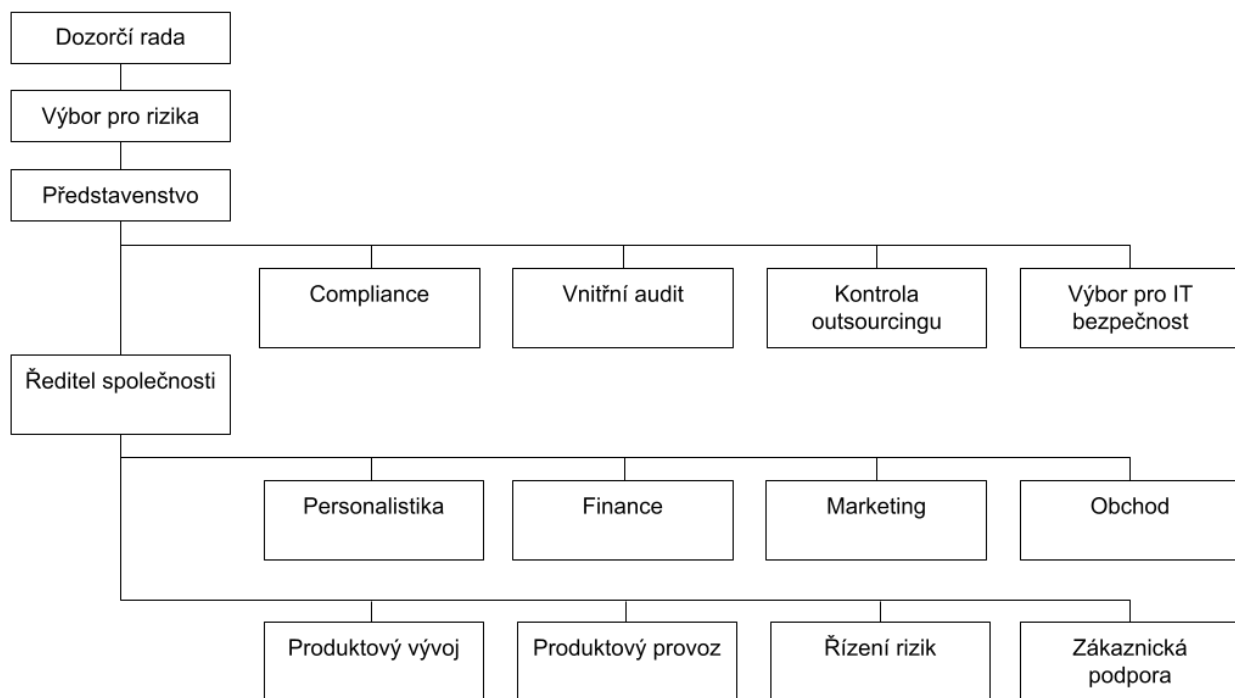 Dozorčí rada
Výbor pro rizika
Představenstvo
Compliance
Vnitřní audit
Kontrola
outsourcingu
Výbor pro IT
bezpečnost
Ředitel společnosti
Personalistika
Finance
Marketing
Obchod
Produktový vývoj
Produktový provoz
Řízení rizik
Zákaznická
podpora